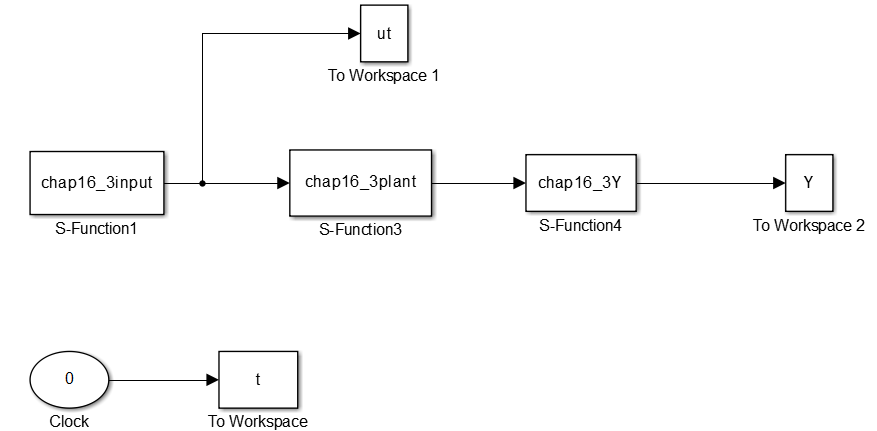 ut
To Workspace 1
chap16_3input
S-Function1
chap16_3plant
S-Function3
chap16_3Y
S-Function4
Y
To Workspace 2
0
Clock
t
To Workspace